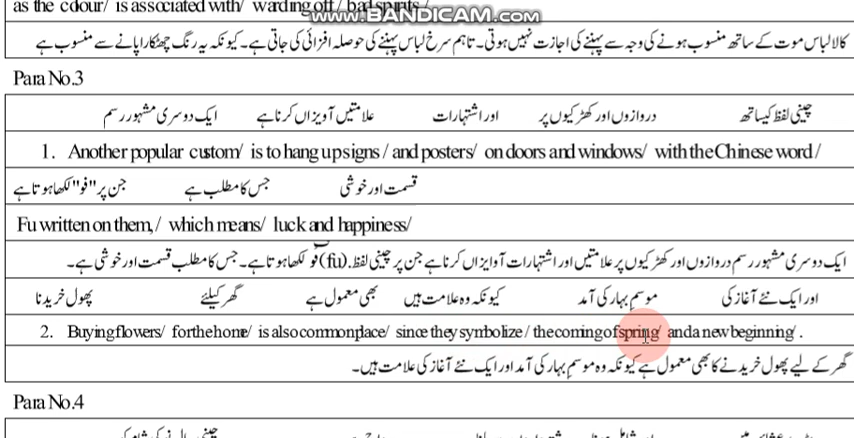 as the colour/ is associated with/ warding off / bad spirits /
www.BANDICAM.com
کالا لباس موت کے ساتھ منسوب ہونے کی وجہ سے پہننے کی اجازت نہیں ہوتی۔ تاہم سرخ لباس پہننے کی حوصلہ افزائی کی جاتی ہے۔ کیونکہ یہ رنگ چھٹکارا پانے سے منسوب ہے
Para No.3
چینی لفظ کیساتھ دروازوں اور کھڑکیوں پر اور اشتہارات علامتیں آویزاں کرنا ہے ایک دوسری مشہور رسم
1. Another popular custom/ is to hang up signs / and posters/ on doors and windows/ with the Chinese word /
قسمت اور خوشی جس کا مطلب ہے جن پر "فو" لکھا ہوتا ہے
Fu written on them, / which means/ luck and happiness/
ایک دوسری مشہور رسم دروازوں اور کھڑکیوں پر علامتیں اور اشتہارات آوایزاں کرنا ہے جن پر چینی لفظ. (fu) فو لکھا ہوتا ہے۔ جس کا مطلب قسمت اور خوشی ہے۔
اور ایک نئے آغاز کی موسمِ بہار کی آمد کیونکہ وہ علامت ہیں بھی معمول ہے گھر کیلئے پھول خریدنا
2. Buying flowers/ for the home/ is also commonplace/ since they symbolize / the coming of spring/ and a new beginning/ .
گھر کے لیے پھول خریدنے کا بھی معمول ہے کیونکہ وہ موسمِ بہار کی آمد اور ایک نئے آغاز کی علامت ہیں۔
Para No.4